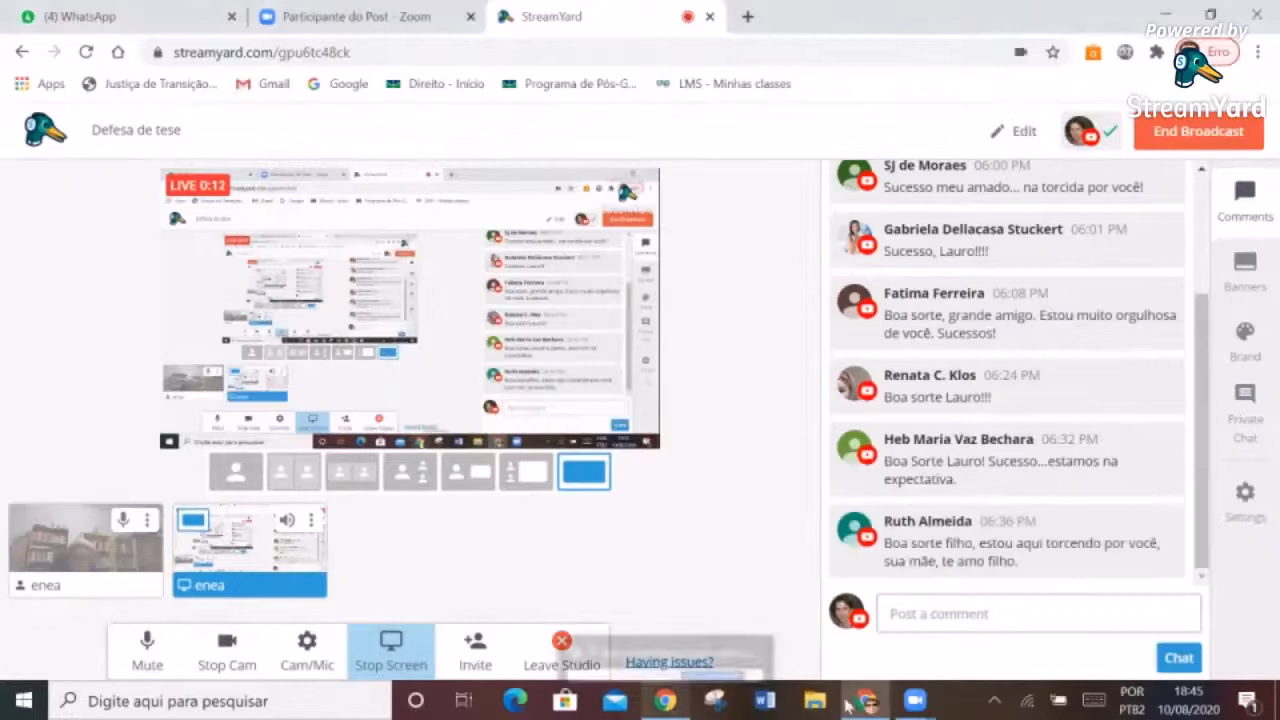 (4) WhatsApp
Participante do Post - Zoom
StreamYard
streamyard.com/gpu6tc48ck
Erro
Powered by
StreamYard
Apps
Justiça de Transição...
Gmail
Google
Direito - Início
Programa de Pós-G...
LMS - Minhas classes
Defesa de tese
Edit
End Broadcast
LIVE 0:12
SJ de Moraes 06:00 PM
Sucesso meu amado... na torcida por você!
Gabriela Dellacasa Stuckert 06:01 PM
Sucesso, Lauro!!!!
Fatima Ferreira 06:08 PM
Boa sorte, grande amigo. Estou muito orgulhosa
de você. Sucessos!
Renata C. Kios 06:24 PM
Boa sorte Lauro!!!
Heb Maria Vaz Bechara 06:32 PM
Boa Sorte Lauro! Sucesso...estamos na
expectativa.
Ruth Almeida 06:36 PM
Boa sorte filho, estou aqui torcendo por você,
sua mãe, te amo filho.
Post a comment
Chat
Comments
Banners
Brand
Private
Chat
Settings
enea
enea
Mute
Stop Cam
Cam/Mic
Stop Screen
Invite
Leave Studio
Having issues?
Digite aqui para pesquisar
POR
PTB2
18:45
10/08/2020